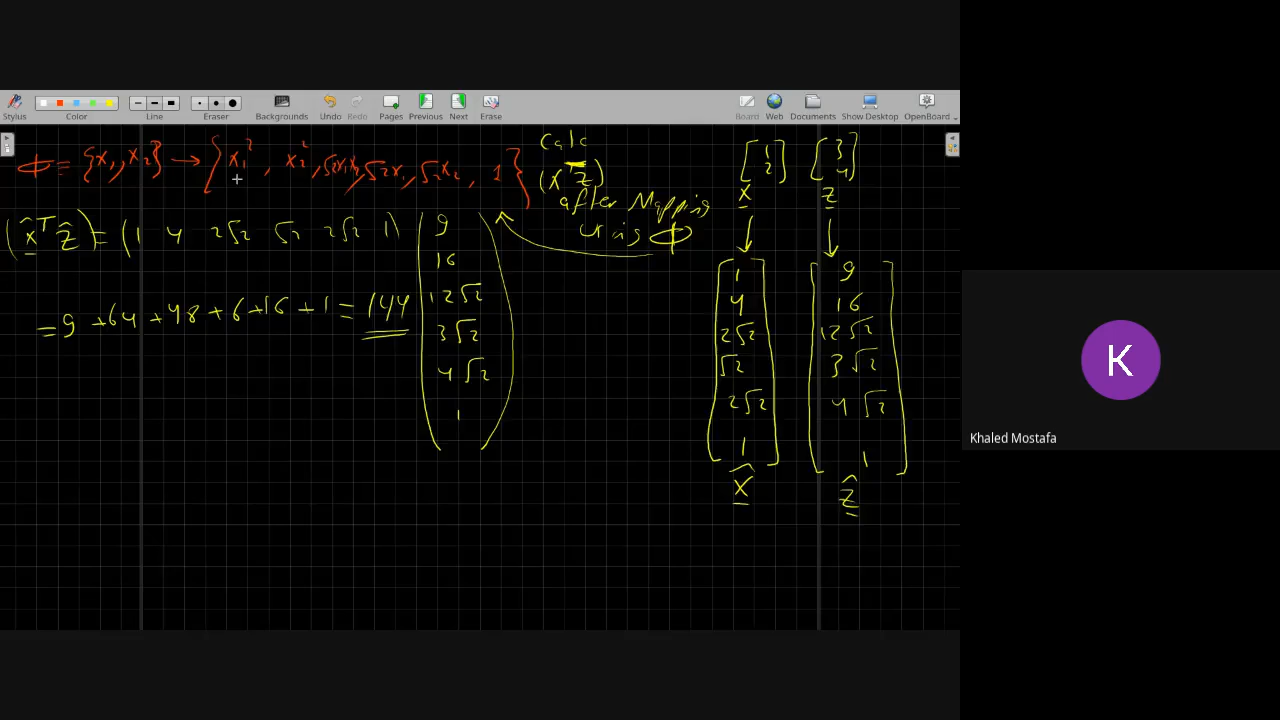 Stylus Color Line Eraser Backgrounds Undo Redo Pages Previous Next Erase Board Web Documents Show Desktop OpenBoard
Φ ≡ {x₁, x₂} → {x₁², x₂², √2x₁x₂, √2x₁, √2x₂, 1}
Calc
(XᵀZ)
after Mapping
using Φ
[1 2] [3 4]
X Z
(X̂ᵀẐ) = (1 4 2√2 √2 2√2 1) (9
16
12√2
3√2
4√2
1)
= 9 + 64 + 48 + 6 + 16 + 1 = 144
1 9
4 16
2√2 12√2
√2 3√2
2√2 4√2
1 1
X̂ Ẑ
K
Khaled Mostafa